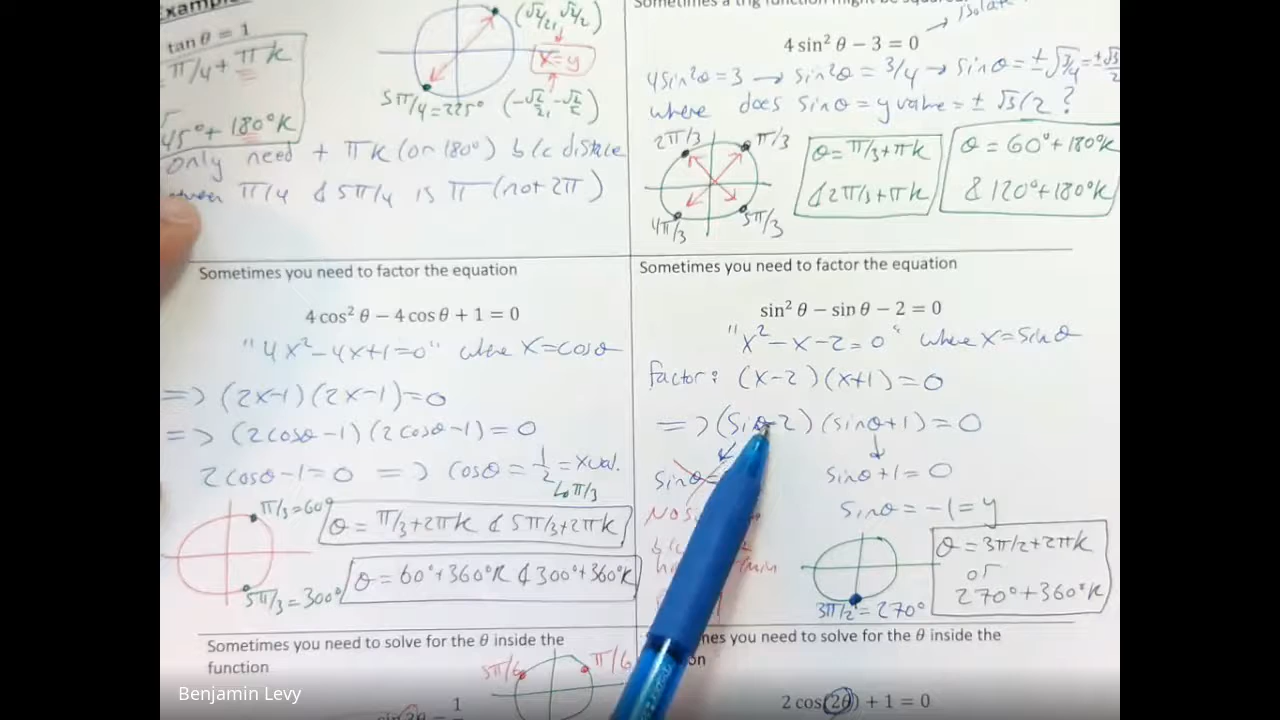 Example
tan θ = 1
π/4 + πk
45° + 180°k
(√2/2, √2/2)
x=y
5π/4 = 225°
(-√2/2, -√2/2)
only need + πk (or 180°) b/c distance
π/4 & 5π/4 is π (not 2π)
Sometimes a trig function might be squared
→ isolate
4 sin² θ − 3 = 0
4sin²θ = 3 → sin²θ = 3/4 → sinθ = ±√3/4 = ±√3/2
where does sinθ = y value = ± √3/2 ?
2π/3
π/3
4π/3
5π/3
θ = π/3 + πk
& 2π/3 + πk
θ = 60° + 180°k
& 120° + 180°k
Sometimes you need to factor the equation
4 cos² θ − 4 cos θ + 1 = 0
"4x² − 4x + 1 = 0" where x = cosθ
=> (2x-1)(2x-1) = 0
=> (2cosθ-1)(2cosθ-1) = 0
2cosθ-1 = 0 => cosθ = 1/2 = x val.
↳ π/3
π/3 = 60°
θ = π/3 + 2πk & 5π/3 + 2πk
θ = 60° + 360°k & 300° + 360°k
5π/3 = 300°
Sometimes you need to factor the equation
sin² θ − sin θ − 2 = 0
"x² − x − 2 = 0" where x = sinθ
factor: (x-2)(x+1) = 0
=> (sinθ-2)(sinθ+1) = 0
sinθ =
sinθ + 1 = 0
sinθ = -1 = y
No
b/c
3π/2 = 270°
θ = 3π/2 + 2πk
or
270° + 360°k
Sometimes you need to solve for the θ inside the
function
5π/6
π/6
you need to solve for the θ inside the
2 cos(2θ) + 1 = 0
Benjamin Levy